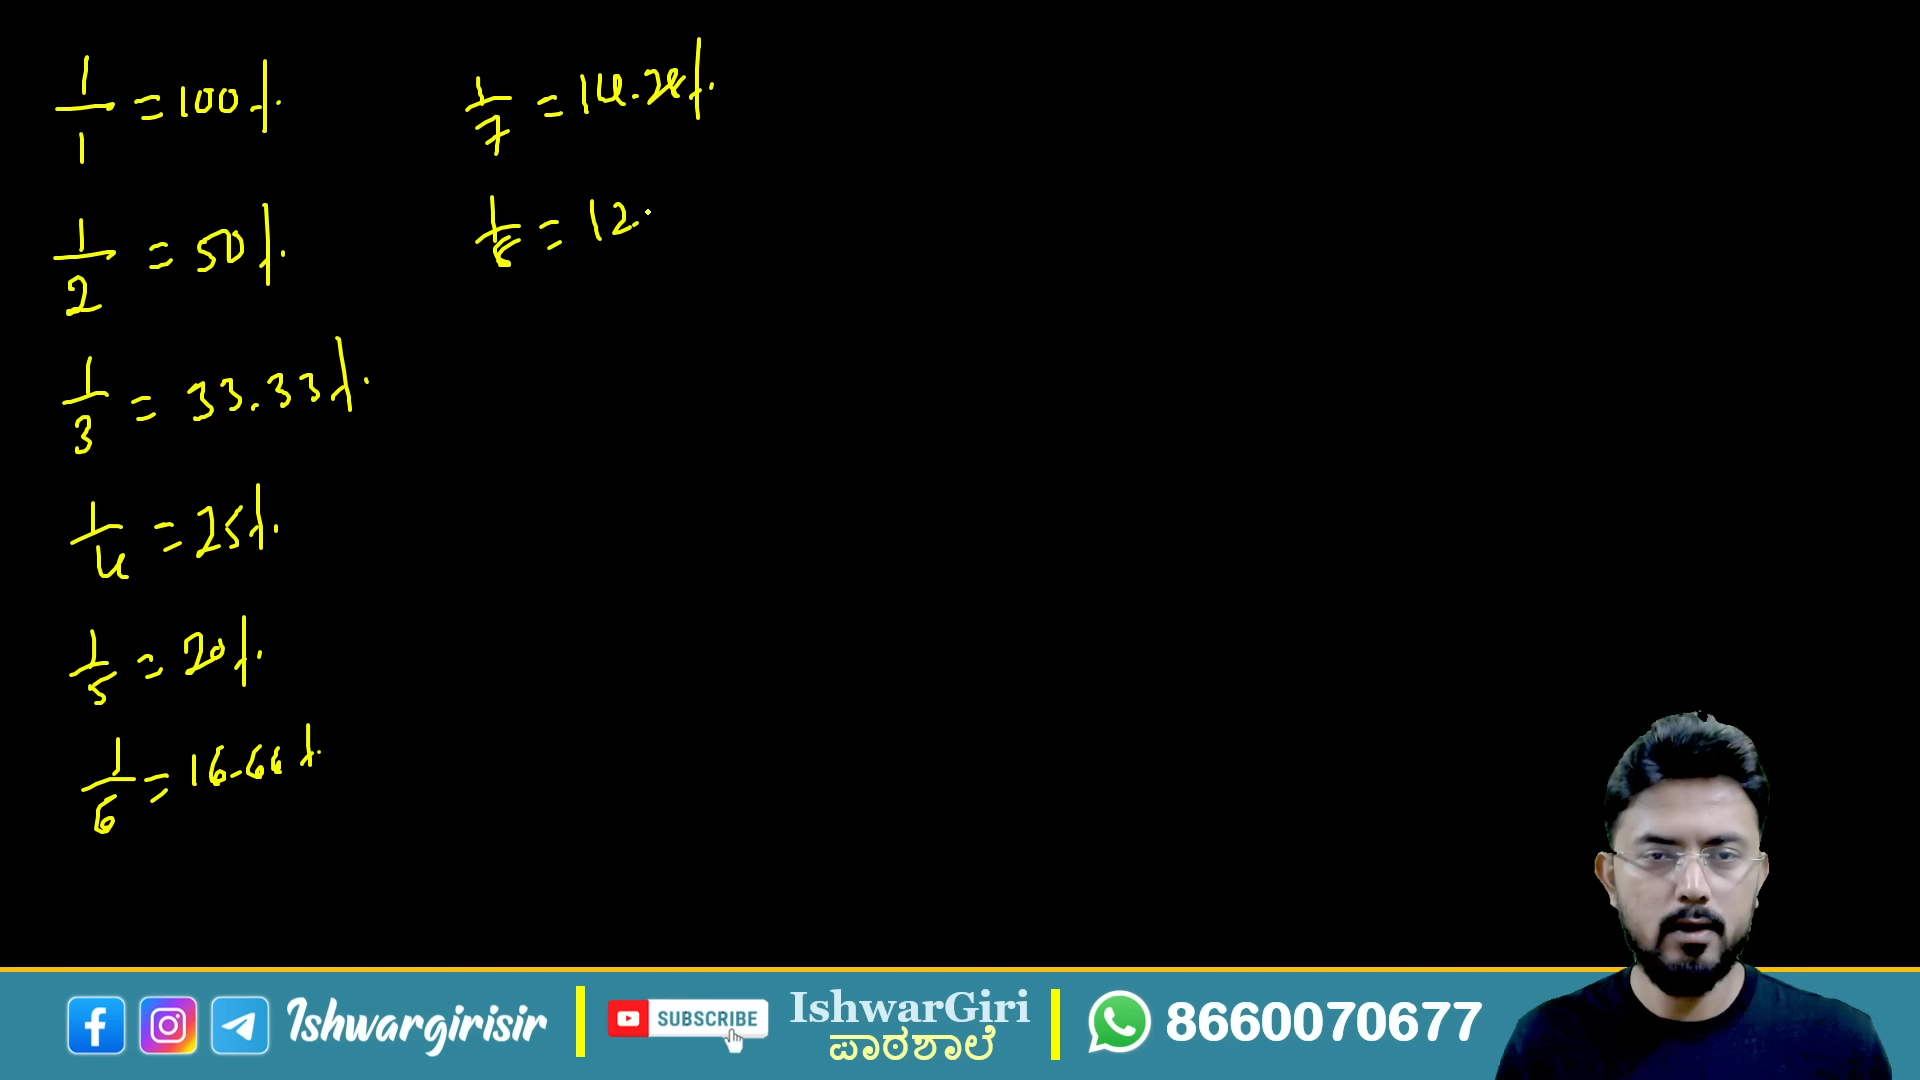 1/1 = 100%
1/2 = 50%
1/3 = 33.33%
1/4 = 25%
1/5 = 20%
1/6 = 16.66%
1/7 = 14.28%
1/8 = 12.
Ishwargirisir
SUBSCRIBE
IshwarGiri
ಪಾಠಶಾಲೆ
8660070677